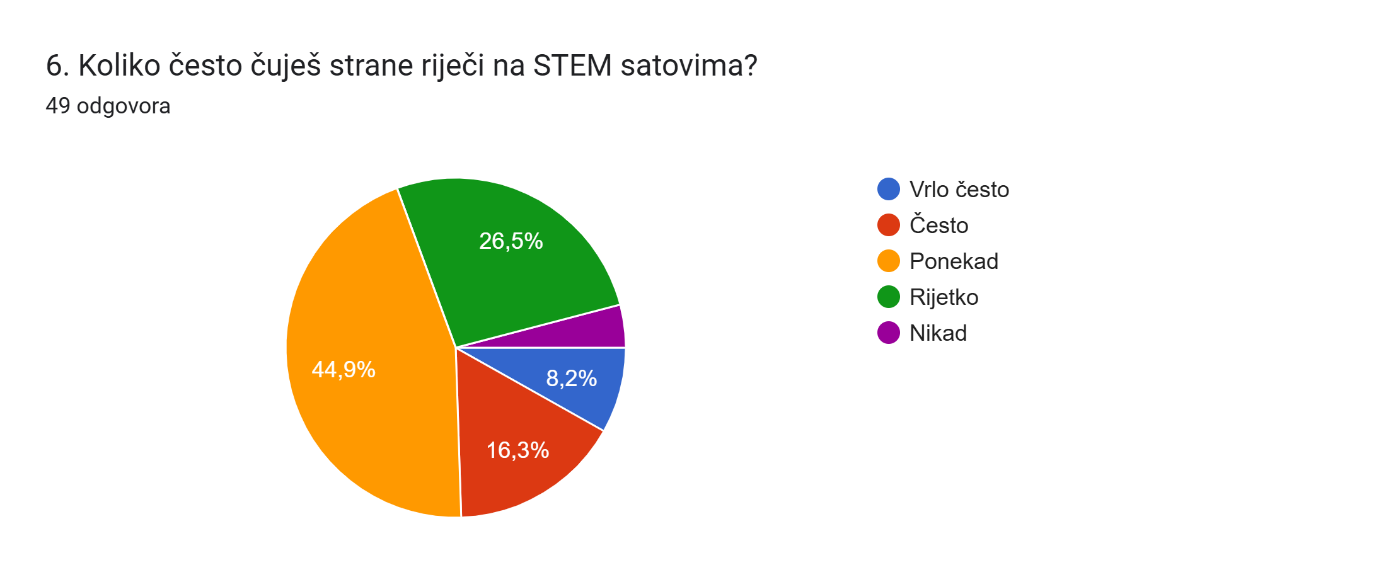 6. Koliko često čuješ strane riječi na STEM satovima?
49 odgovora
26,5%
44,9%
8,2%
16,3%
Vrlo često
Često
Ponekad
Rijetko
Nikad